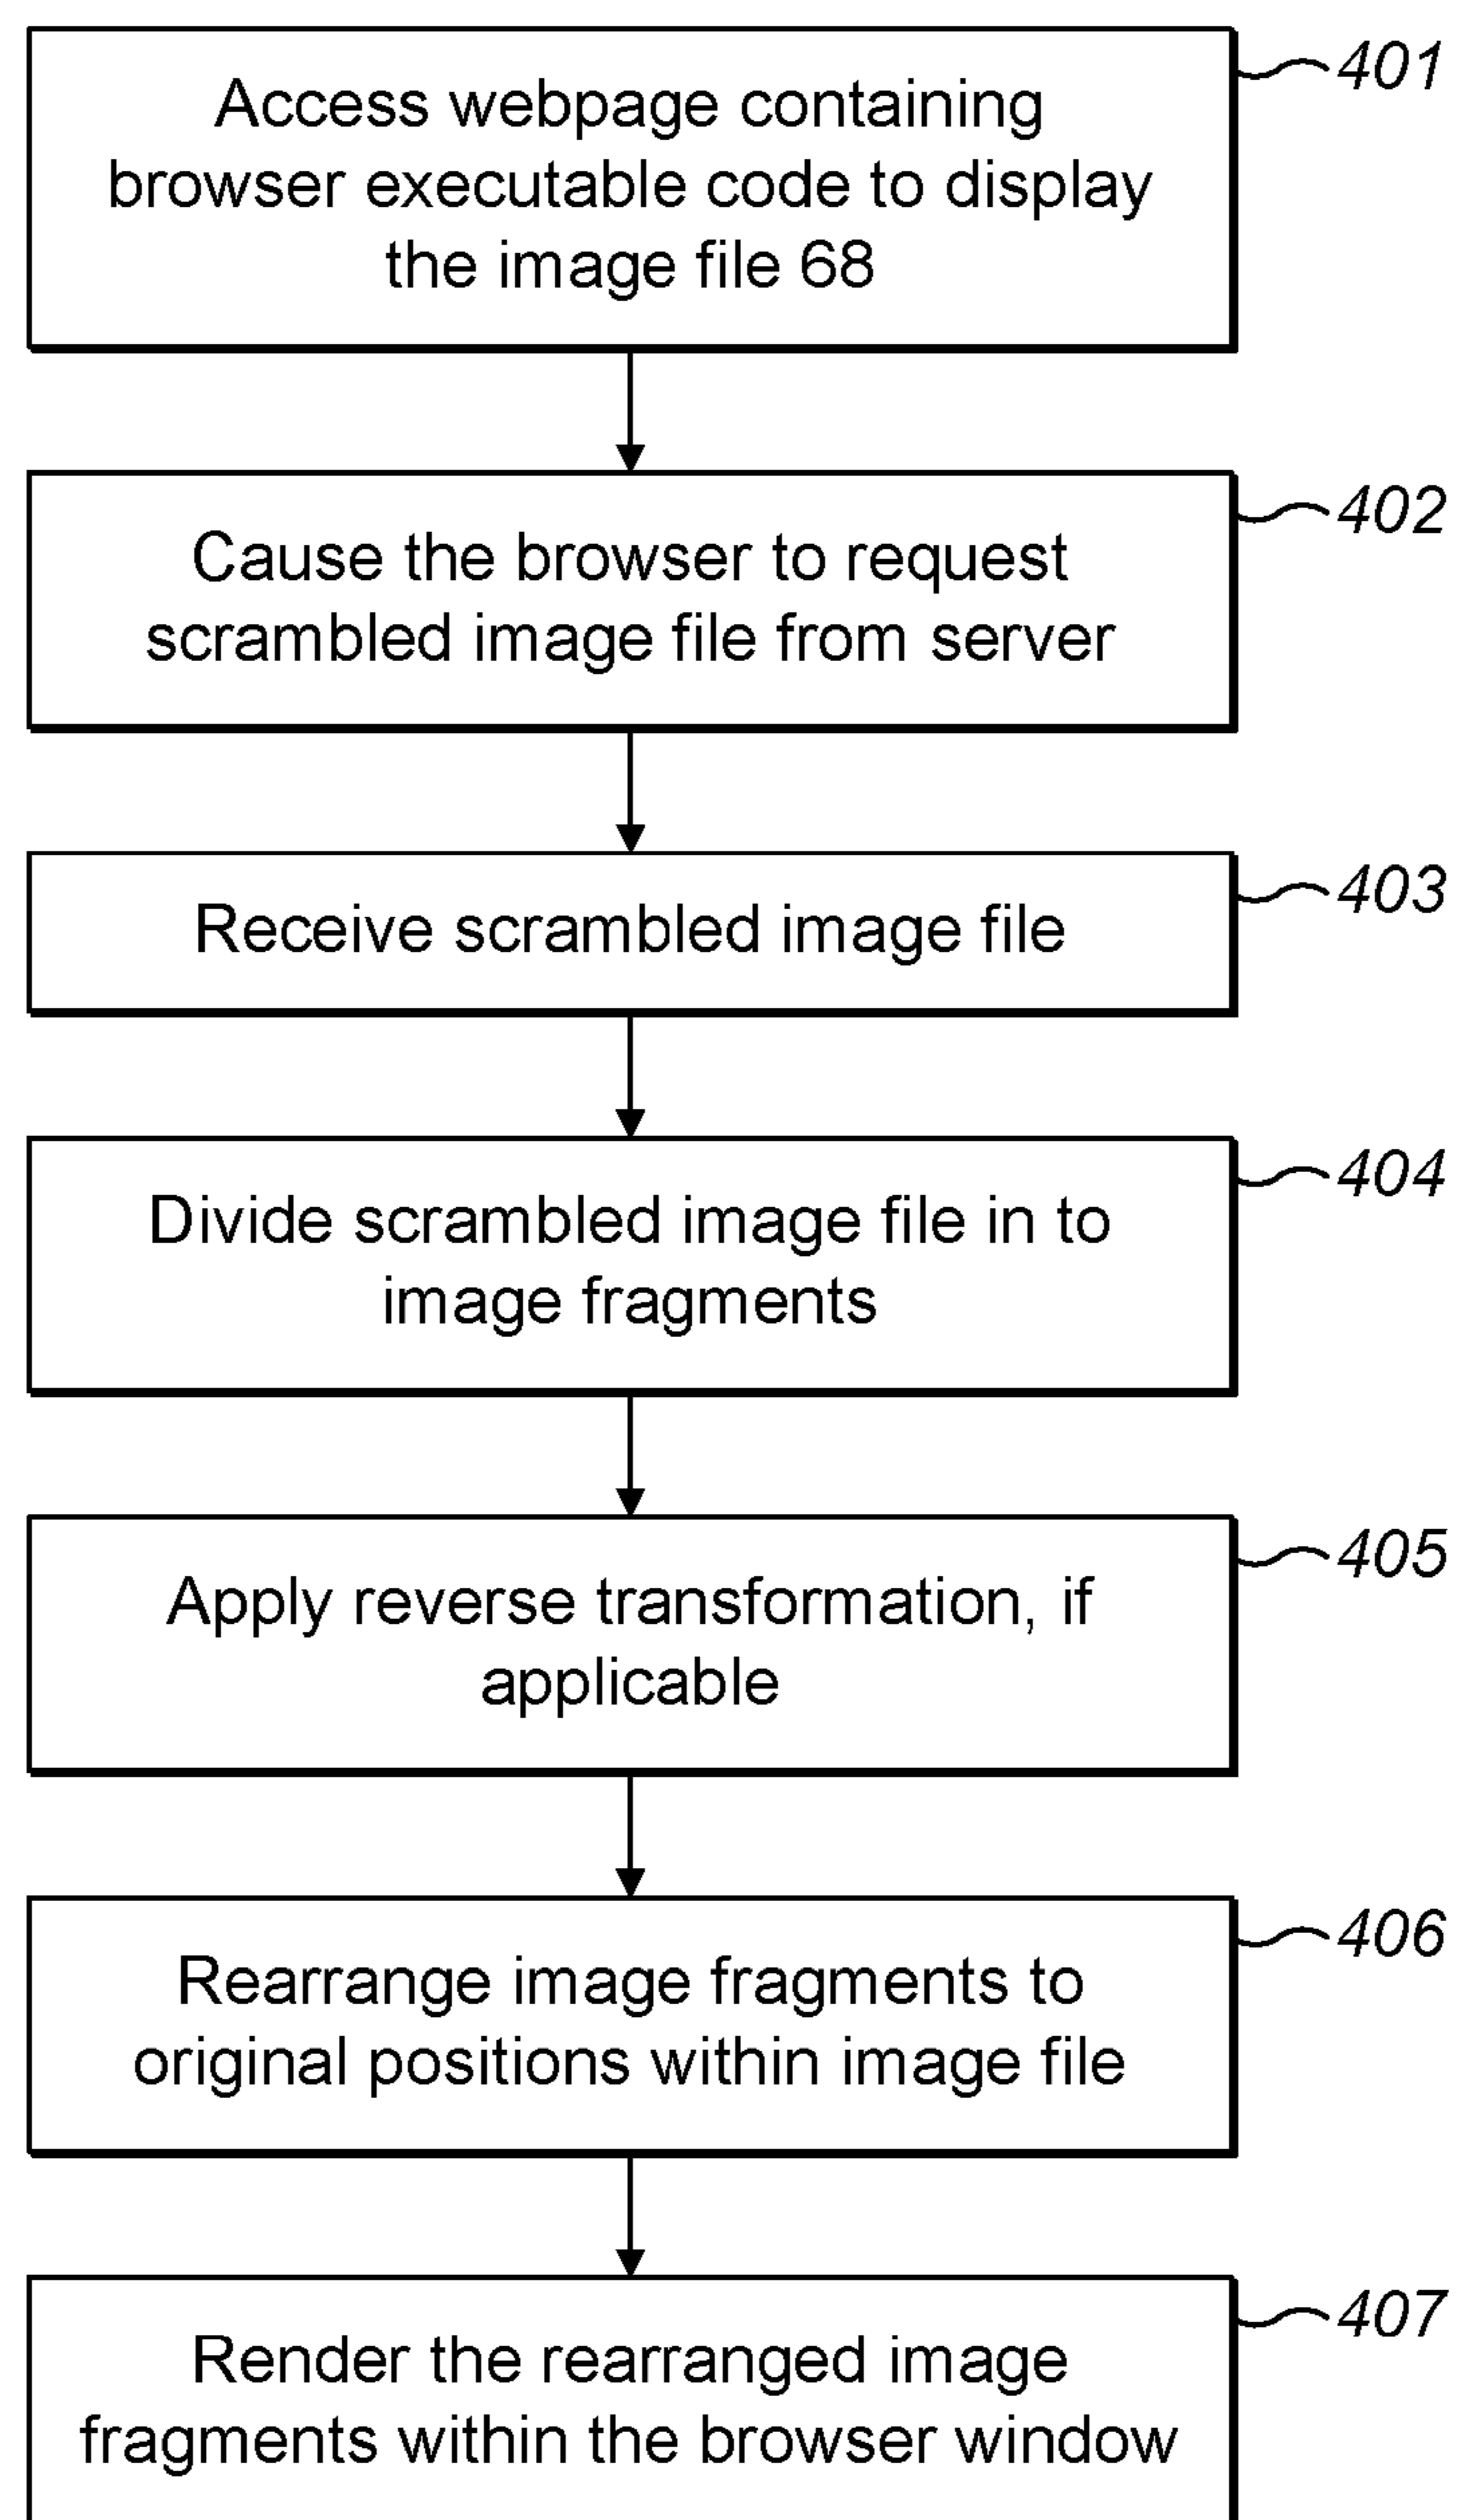 Access webpage containing
browser executable code to display
the image file 68
401
Cause the browser to request
scrambled image file from server
402
Receive scrambled image file
403
Divide scrambled image file in to
image fragments
404
Apply reverse transformation, if
applicable
405
Rearrange image fragments to
original positions within image file
406
Render the rearranged image
fragments within the browser window
407